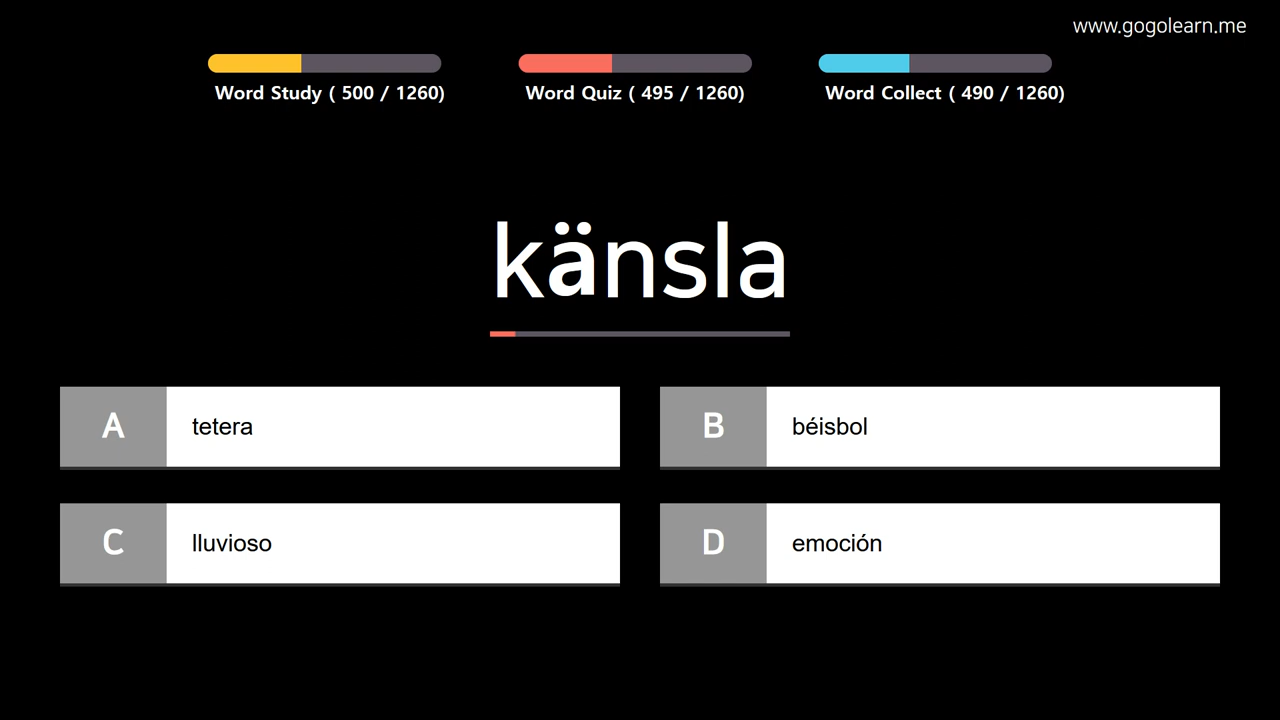 www.gogolearn.me
Word Study ( 500 / 1260)
Word Quiz ( 495 / 1260)
Word Collect ( 490 / 1260)
känsla
A tetera
B béisbol
C lluvioso
D emoción